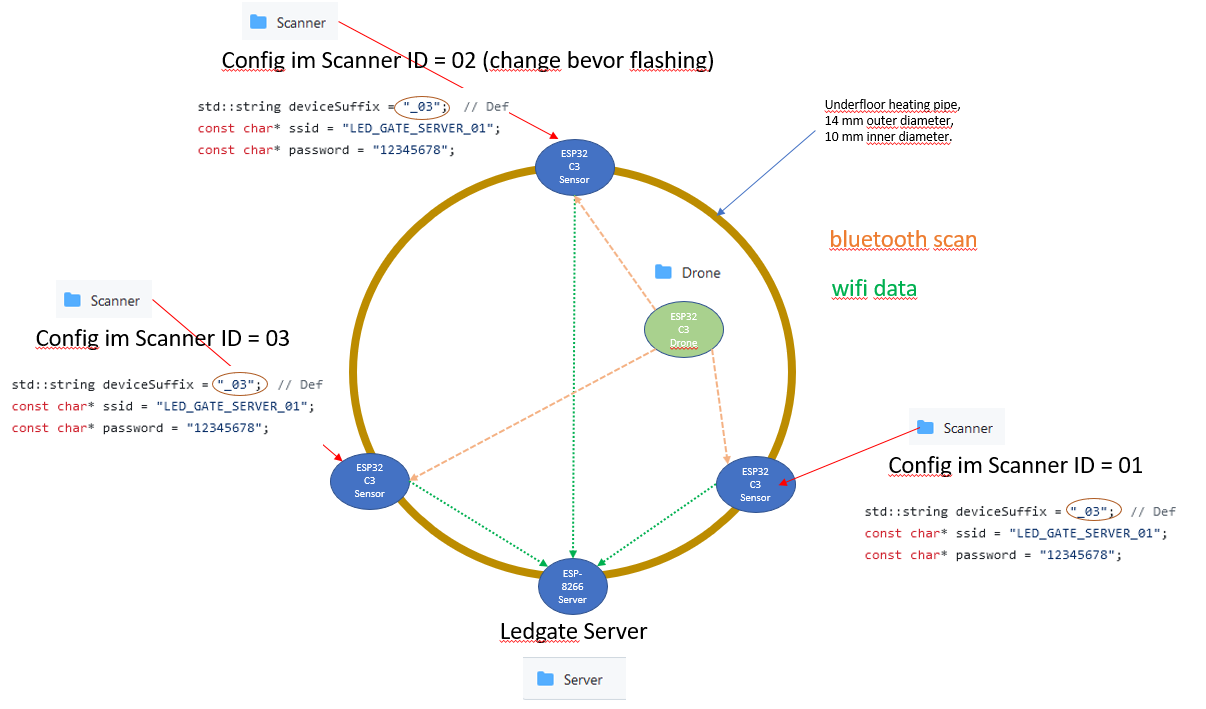 Scanner
Config im Scanner ID = 02 (change bevor flashing)
std::string deviceSuffix = "_03"; // Def
const char* ssid = "LED_GATE_SERVER_01";
const char* password = "12345678";
Underfloor heating pipe,
14 mm outer diameter,
10 mm inner diameter.
ESP32
C3
Sensor
bluetooth scan
wifi data
Drone
ESP32
C3
Drone
Scanner
Config im Scanner ID = 03
std::string deviceSuffix = "_03"; // Def
const char* ssid = "LED_GATE_SERVER_01";
const char* password = "12345678";
ESP32
C3
Sensor
Scanner
Config im Scanner ID = 01
std::string deviceSuffix = "_03"; // Def
const char* ssid = "LED_GATE_SERVER_01";
const char* password = "12345678";
ESP32
C3
Sensor
ESP-
8266
Server
Ledgate Server
Server